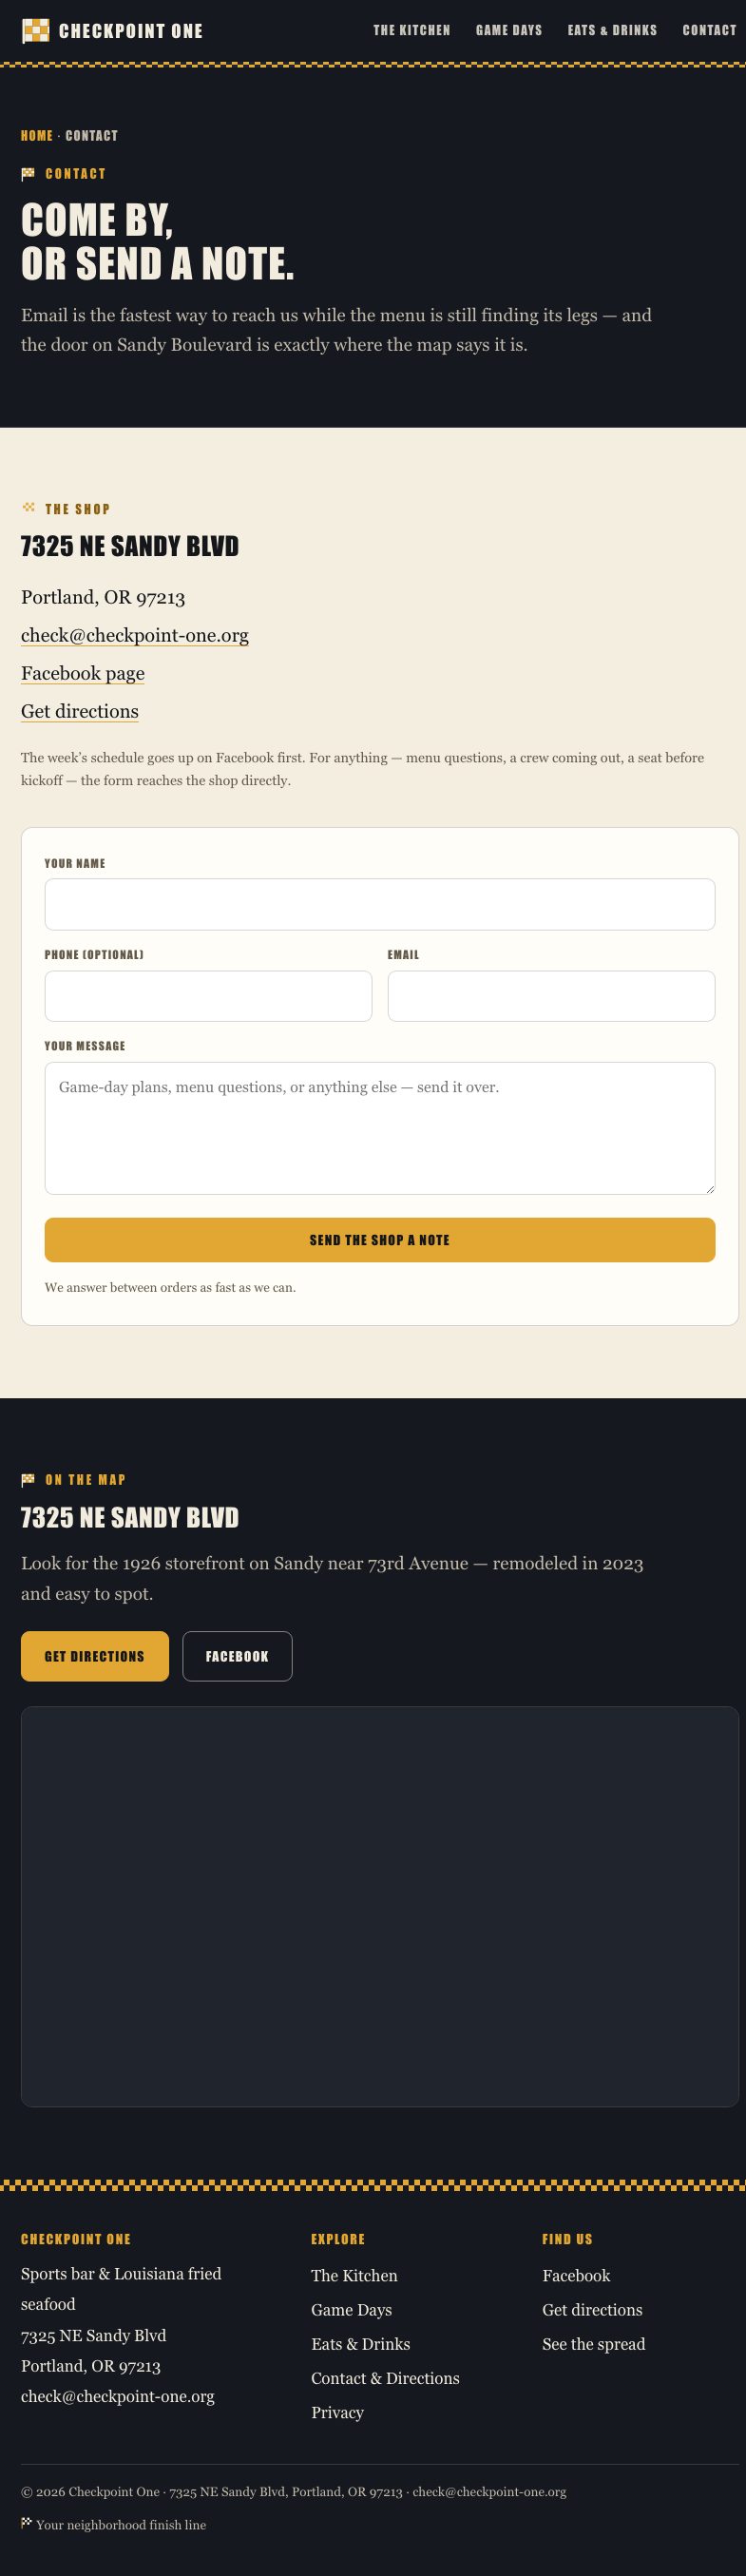 CHECKPOINT ONE
THE KITCHEN
GAME DAYS
EATS & DRINKS
CONTACT
HOME · CONTACT
CONTACT
COME BY,
OR SEND A NOTE.
Email is the fastest way to reach us while the menu is still finding its legs — and
the door on Sandy Boulevard is exactly where the map says it is.
THE SHOP
7325 NE SANDY BLVD
Portland, OR 97213
check@checkpoint-one.org
Facebook page
Get directions
The week’s schedule goes up on Facebook first. For anything — menu questions, a crew coming out, a seat before
kickoff — the form reaches the shop directly.
YOUR NAME
PHONE (OPTIONAL)
EMAIL
YOUR MESSAGE
Game-day plans, menu questions, or anything else — send it over.
SEND THE SHOP A NOTE
We answer between orders as fast as we can.
ON THE MAP
7325 NE SANDY BLVD
Look for the 1926 storefront on Sandy near 73rd Avenue — remodeled in 2023
and easy to spot.
GET DIRECTIONS
FACEBOOK
CHECKPOINT ONE
Sports bar & Louisiana fried
seafood
7325 NE Sandy Blvd
Portland, OR 97213
check@checkpoint-one.org
EXPLORE
The Kitchen
Game Days
Eats & Drinks
Contact & Directions
Privacy
FIND US
Facebook
Get directions
See the spread
© 2026 Checkpoint One · 7325 NE Sandy Blvd, Portland, OR 97213 · check@checkpoint-one.org
Your neighborhood finish line